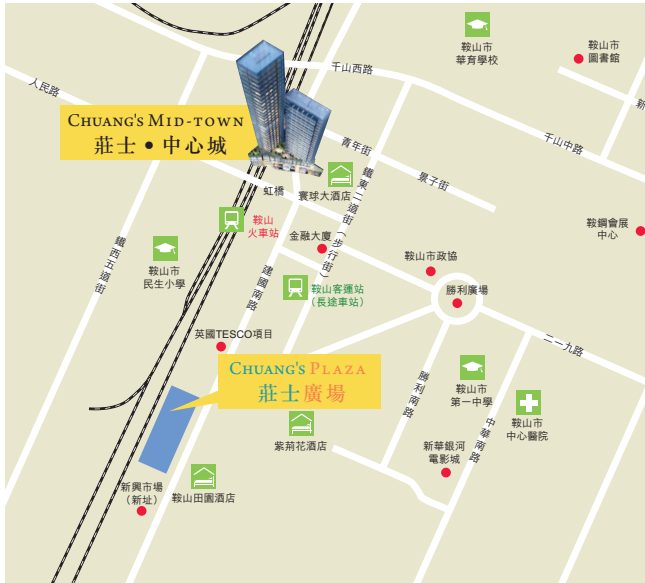 鞍山市
華育學校
鞍山市
圖書館
千山西路
新
人民路
CHUANG'S MID-TOWN
莊士 • 中心城
青年街
千山中路
景子街
虹橋
寰球大酒店
鐵東二道街（步行街）
鞍山
火車站
金融大廈
鞍鋼會展
中心
鐵西五道街
鞍山市
民生小學
建國南路
鞍山市政協
鞍山客運站
（長途車站）
勝利廣場
英國TESCO項目
二一九路
CHUANG'S PLAZA
莊士廣場
勝利南路
鞍山市
第一中學
中華南路
鞍山市
中心醫院
紫荊花酒店
新華銀河
電影城
新興市場
（新址）
鞍山田園酒店